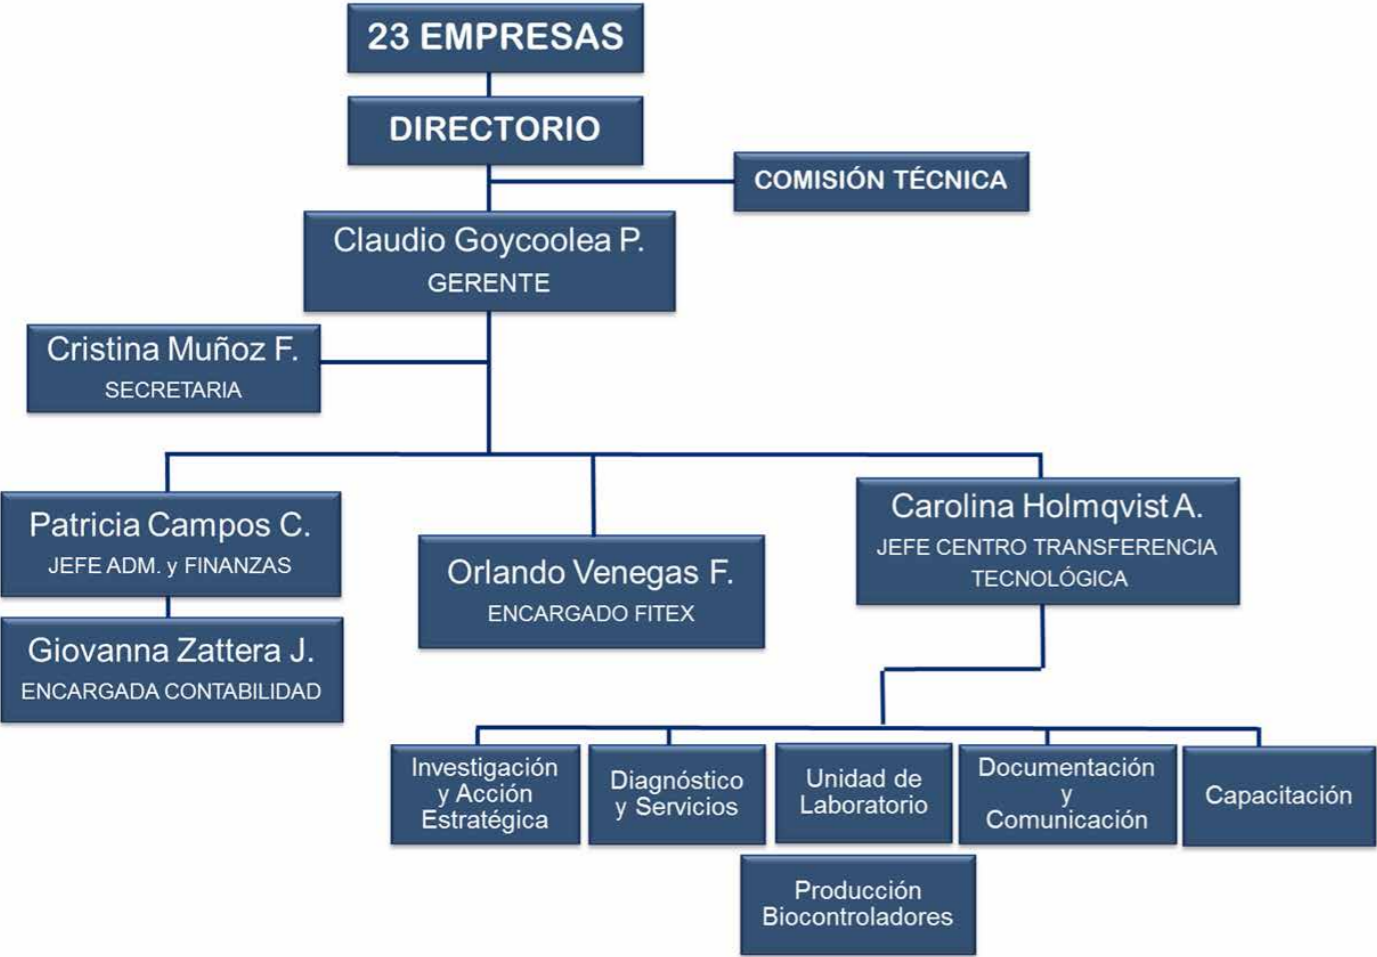 23 EMPRESAS
DIRECTORIO
COMISIÓN TÉCNICA
Claudio Goycoolea P.
GERENTE
Cristina Muñoz F.
SECRETARIA
Patricia Campos C.
JEFE ADM. y FINANZAS
Giovanna Zattera J.
ENCARGADA CONTABILIDAD
Orlando Venegas F.
ENCARGADO FITEX
Carolina Holmqvist A.
JEFE CENTRO TRANSFERENCIA
TECNOLÓGICA
Investigación
y Acción
Estratégica
Diagnóstico
y Servicios
Unidad de
Laboratorio
Documentación
y
Comunicación
Capacitación
Producción
Biocontroladores